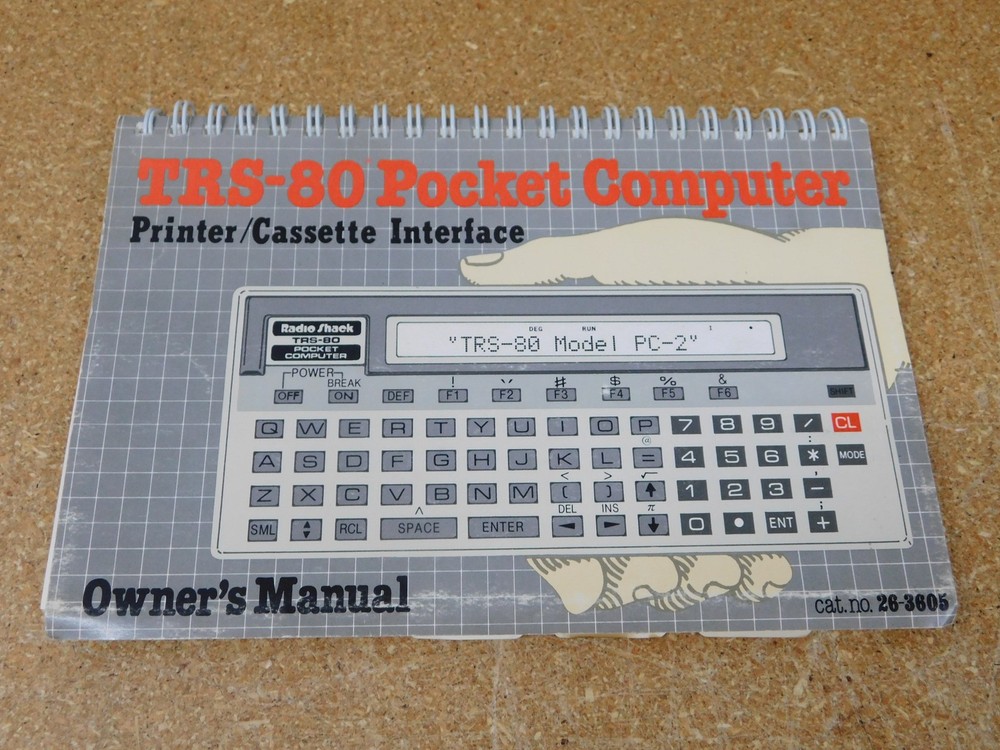 TRS-80® Pocket Computer
Printer/Cassette Interface
Radio Shack
TRS-80
POCKET
COMPUTER
DEG RUN I
"TRS-80 Model PC-2"
POWER
BREAK
! " # $ % &
OFF ON DEF F1 F2 F3 F4 F5 F6 SHIFT
Q W E R T Y U I O P 7 8 9 / CL
@ :
A S D F G H J K L = 4 5 6 * MODE
< > √ ,
Z X C V B N M ( ) ↑ 1 2 3 −
^ DEL INS π ;
SML ▲▼ RCL SPACE ENTER ◄ ► ↓ 0 • ENT +
Owner's Manual
cat.no. 26-3605